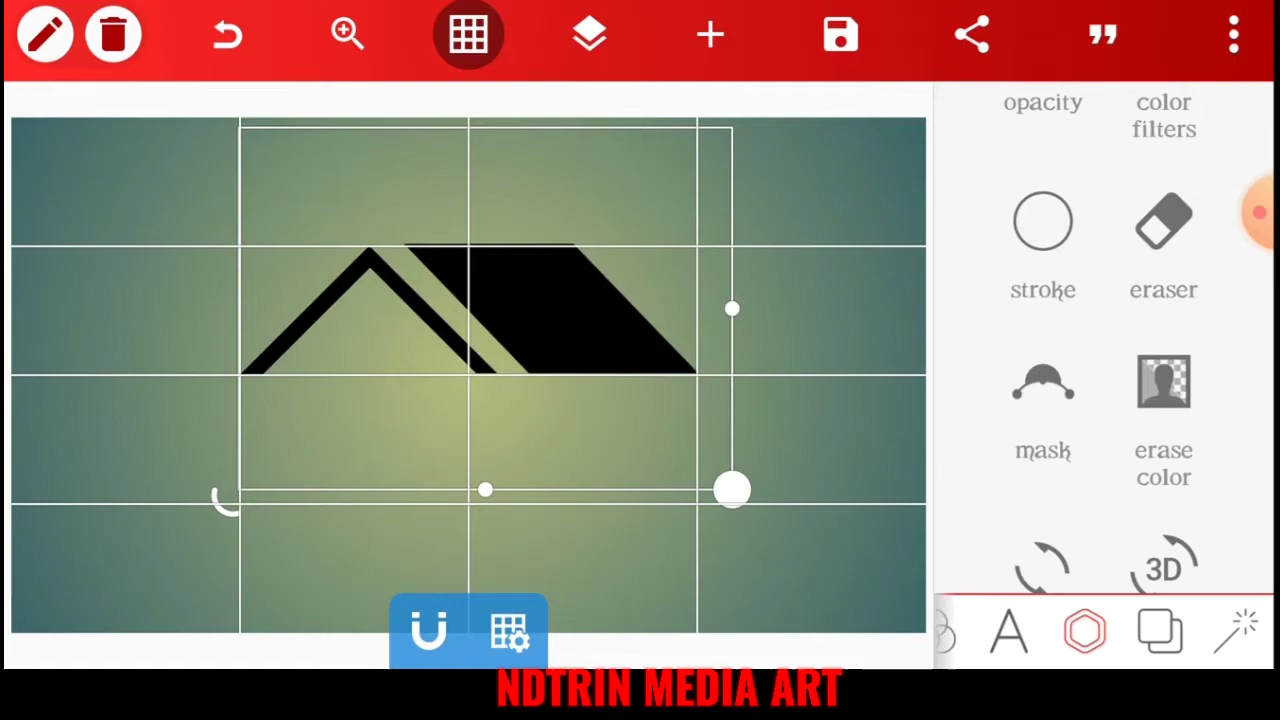 opacity
color
filters
stroke
eraser
mask
erase
color
3D
A
NDTRIN MEDIA ART